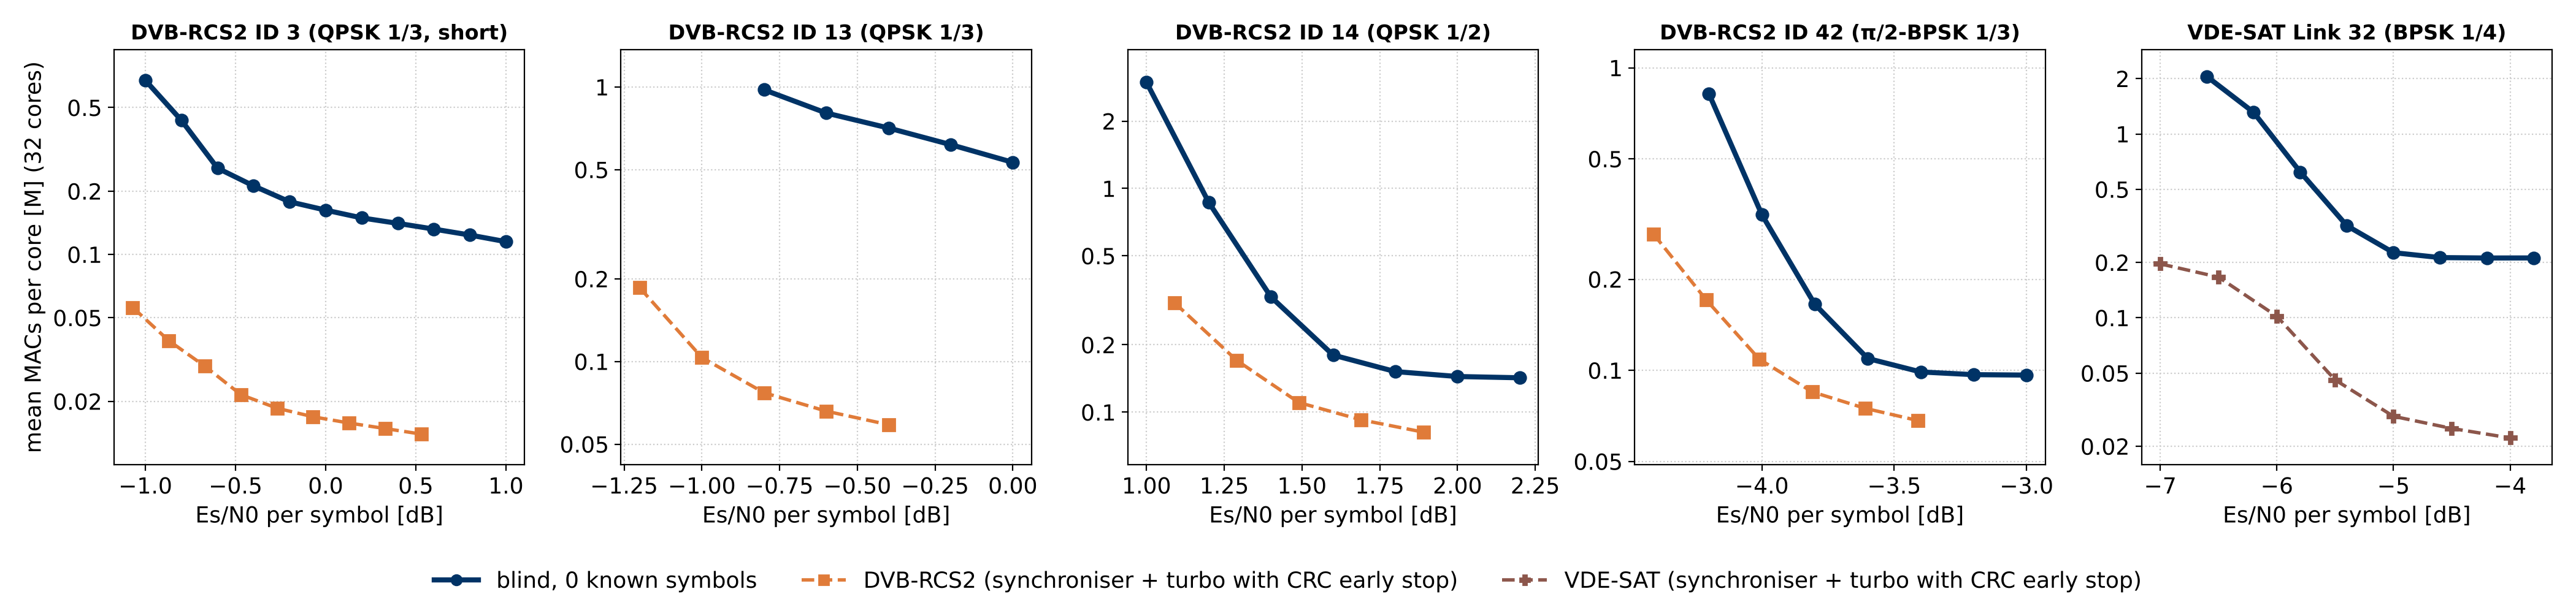 DVB-RCS2 ID 3 (QPSK 1/3, short)
mean MACs per core [M] (32 cores)
0.5
0.2
0.1
0.05
0.02
−1.0 −0.5 0.0 0.5 1.0
Es/N0 per symbol [dB]
DVB-RCS2 ID 13 (QPSK 1/3)
1
0.5
0.2
0.1
0.05
−1.25 −1.00 −0.75 −0.50 −0.25 0.00
Es/N0 per symbol [dB]
DVB-RCS2 ID 14 (QPSK 1/2)
2
1
0.5
0.2
0.1
1.00 1.25 1.50 1.75 2.00 2.25
Es/N0 per symbol [dB]
DVB-RCS2 ID 42 (π/2-BPSK 1/3)
1
0.5
0.2
0.1
0.05
−4.0 −3.5 −3.0
Es/N0 per symbol [dB]
VDE-SAT Link 32 (BPSK 1/4)
2
1
0.5
0.2
0.1
0.05
0.02
−7 −6 −5 −4
Es/N0 per symbol [dB]
blind, 0 known symbols
DVB-RCS2 (synchroniser + turbo with CRC early stop)
VDE-SAT (synchroniser + turbo with CRC early stop)